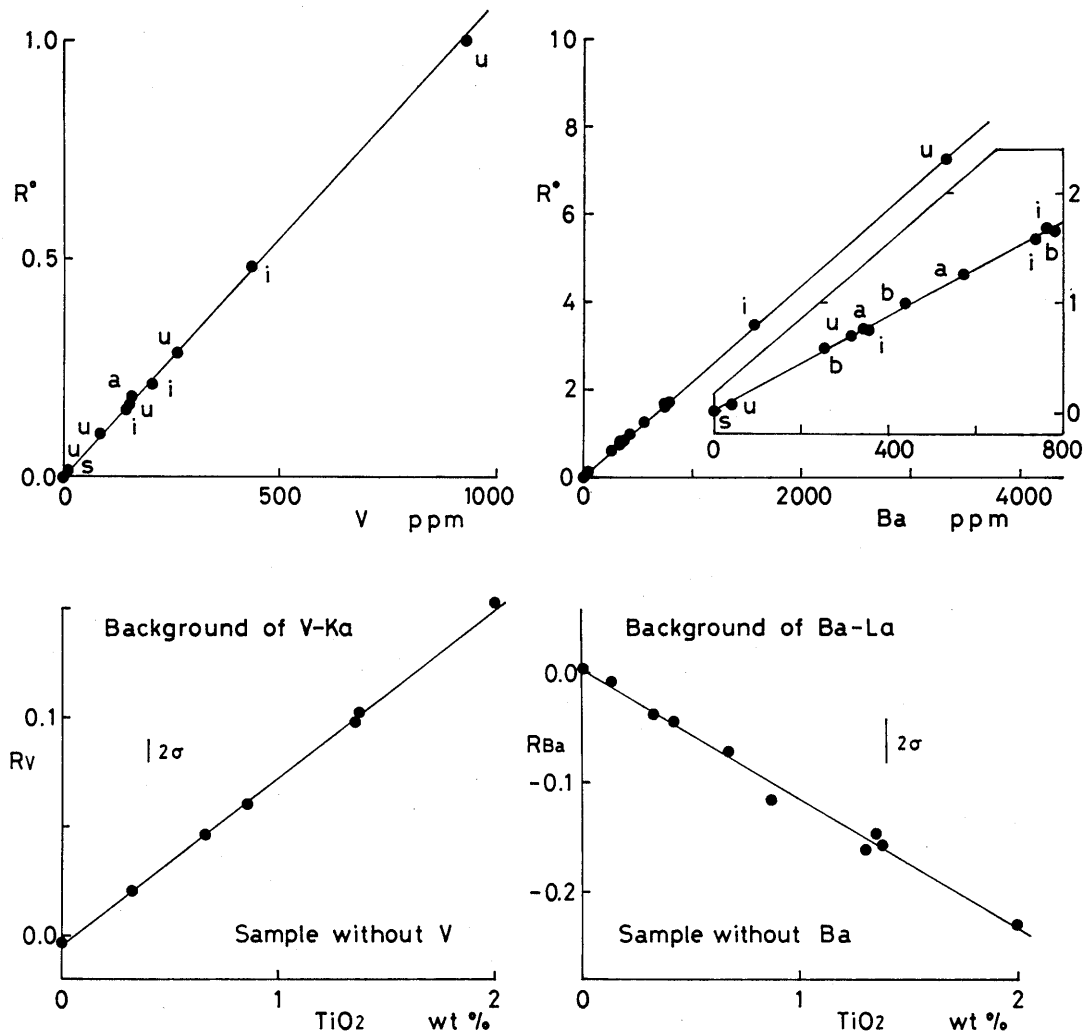 1.0
R°
0.5
0.0
u
i
u
a
i
u
i
u
u
s
0
500
1000
V ppm
10
8
6
R°
4
2
0
u
i
2
1
0
i
b
i
a
b
a
u
i
b
u
s
0
400
800
2000
4000
Ba ppm
Background of V-Ka
0.1
Rv
2σ
0.0
Sample without V
0
1
2
TiO2 wt %
Background of Ba-La
0.0
RBa
2σ
-0.1
-0.2
Sample without Ba
0
1
2
TiO2 wt %